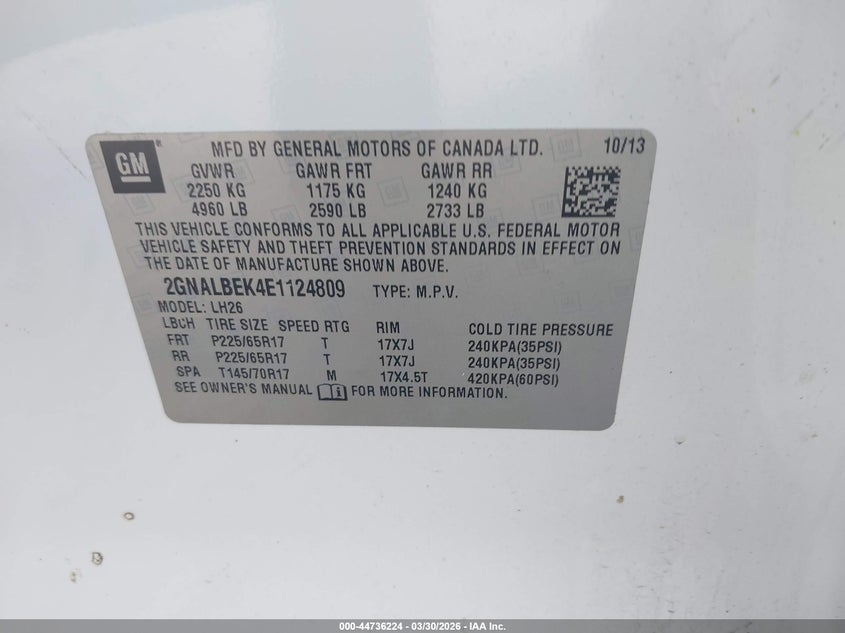 GM
MFD BY GENERAL MOTORS OF CANADA LTD. 10/13
GVWR GAWR FRT GAWR RR
2250 KG 1175 KG 1240 KG
4960 LB 2590 LB 2733 LB
THIS VEHICLE CONFORMS TO ALL APPLICABLE U.S. FEDERAL MOTOR
VEHICLE SAFETY AND THEFT PREVENTION STANDARDS IN EFFECT ON
THE DATE OF MANUFACTURE SHOWN ABOVE.
2GNALBEK4E1124809 TYPE: M.P.V.
MODEL: LH26
LBCH TIRE SIZE SPEED RTG RIM COLD TIRE PRESSURE
FRT P225/65R17 T 17X7J 240KPA(35PSI)
RR P225/65R17 T 17X7J 240KPA(35PSI)
SPA T145/70R17 M 17X4.5T 420KPA(60PSI)
SEE OWNER'S MANUAL FOR MORE INFORMATION.
000-44736224 | 03/30/2026 - IAA Inc.